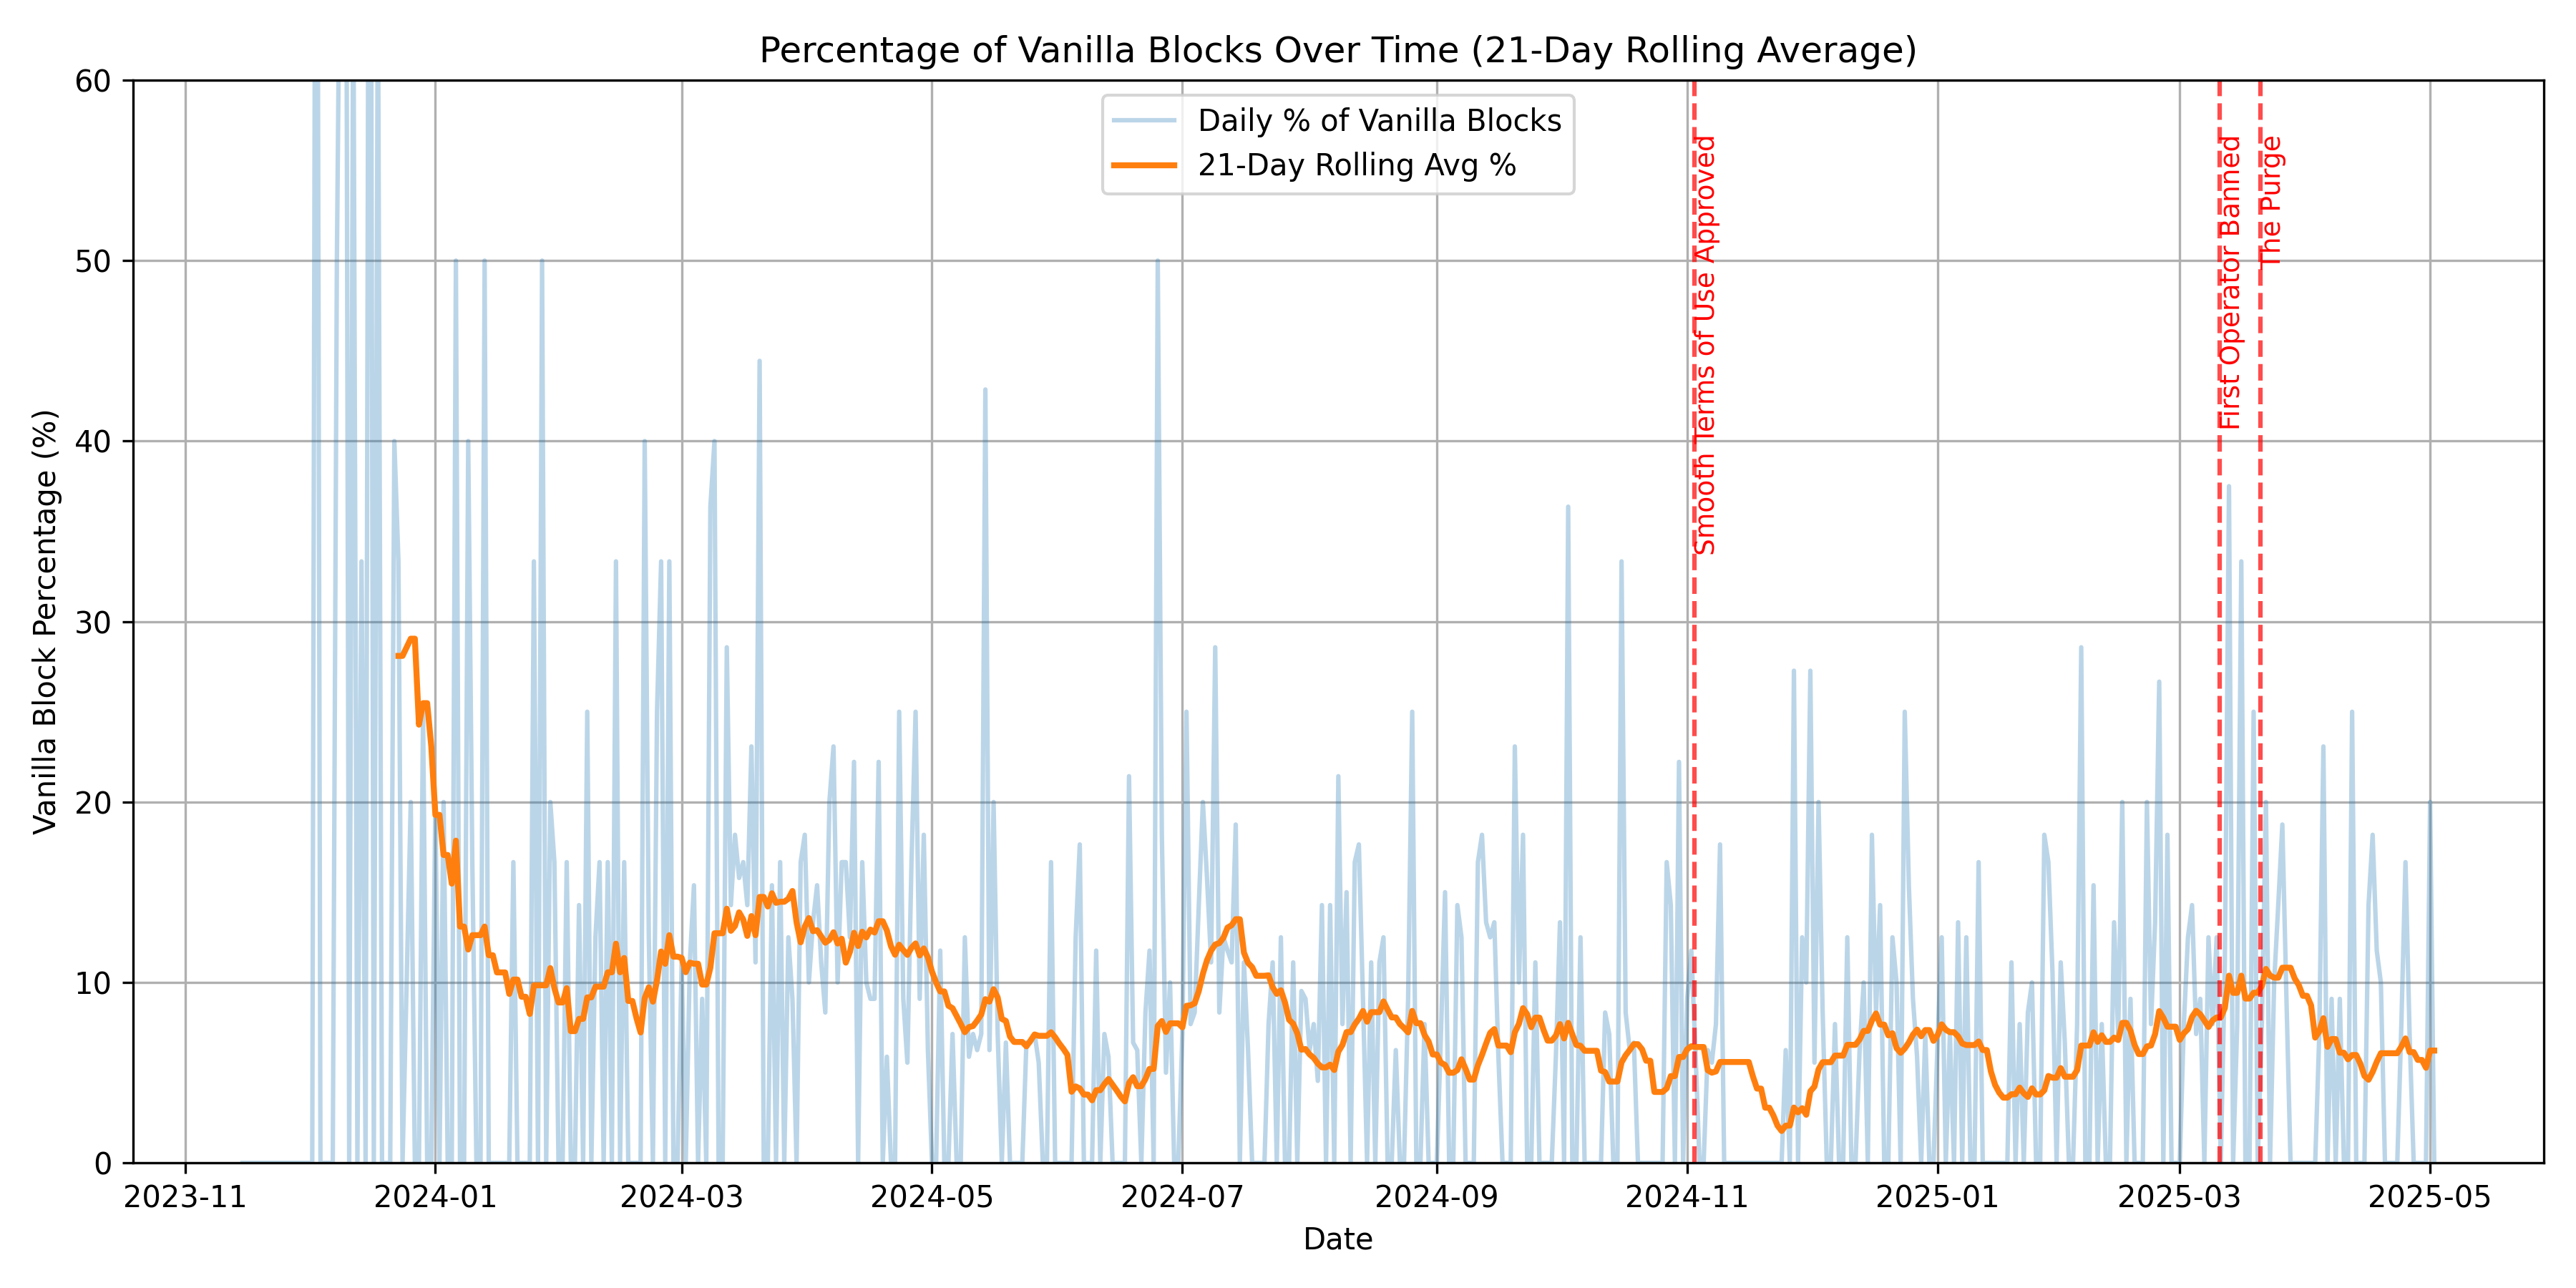 Percentage of Vanilla Blocks Over Time (21-Day Rolling Average)
Daily % of Vanilla Blocks
21-Day Rolling Avg %
Smooth Terms of Use Approved
First Operator Banned
The Purge
Vanilla Block Percentage (%)
60
50
40
30
20
10
0
2023-11
2024-01
2024-03
2024-05
2024-07
2024-09
2024-11
2025-01
2025-03
2025-05
Date